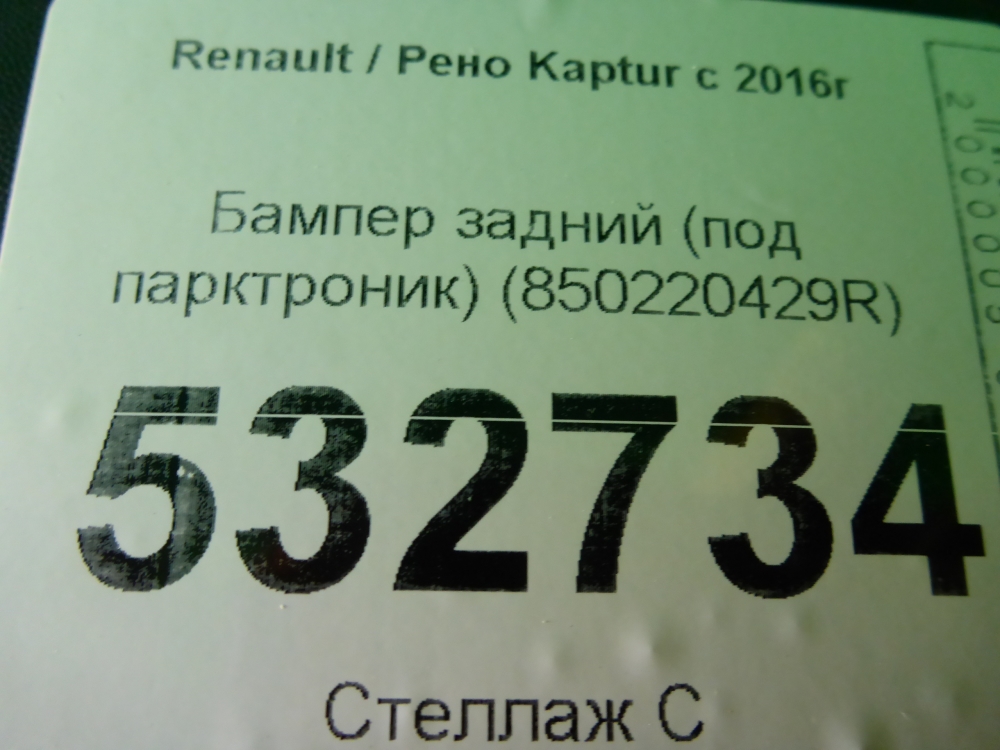 Renault / Рено Kaptur с 2016г
Бампер задний (под
парктроник) (850220429R)
532734
Стеллаж С